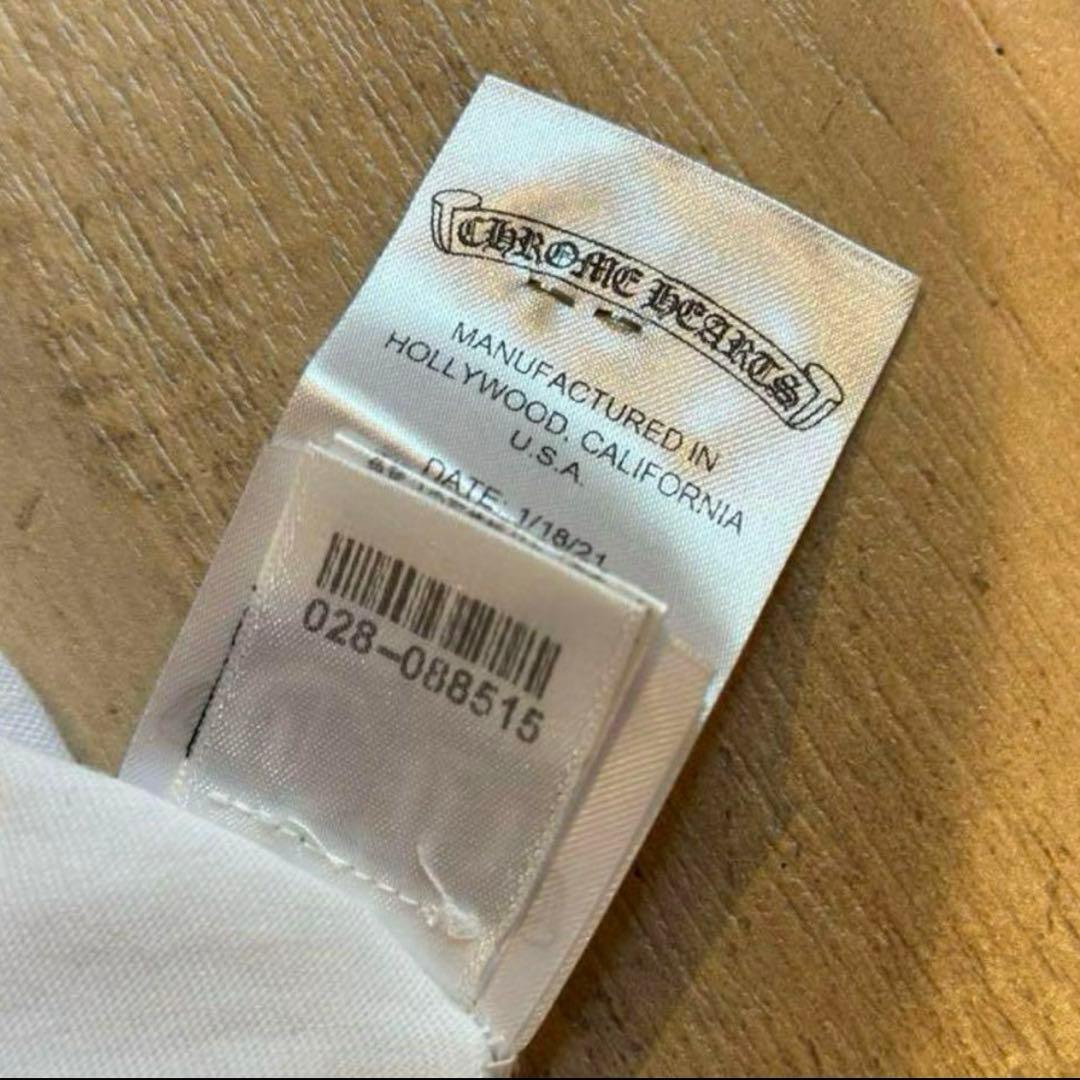 CHROME HEARTS
MANUFACTURED IN
HOLLYWOOD, CALIFORNIA
U.S.A.
DATE: 1/18/21
028-088515